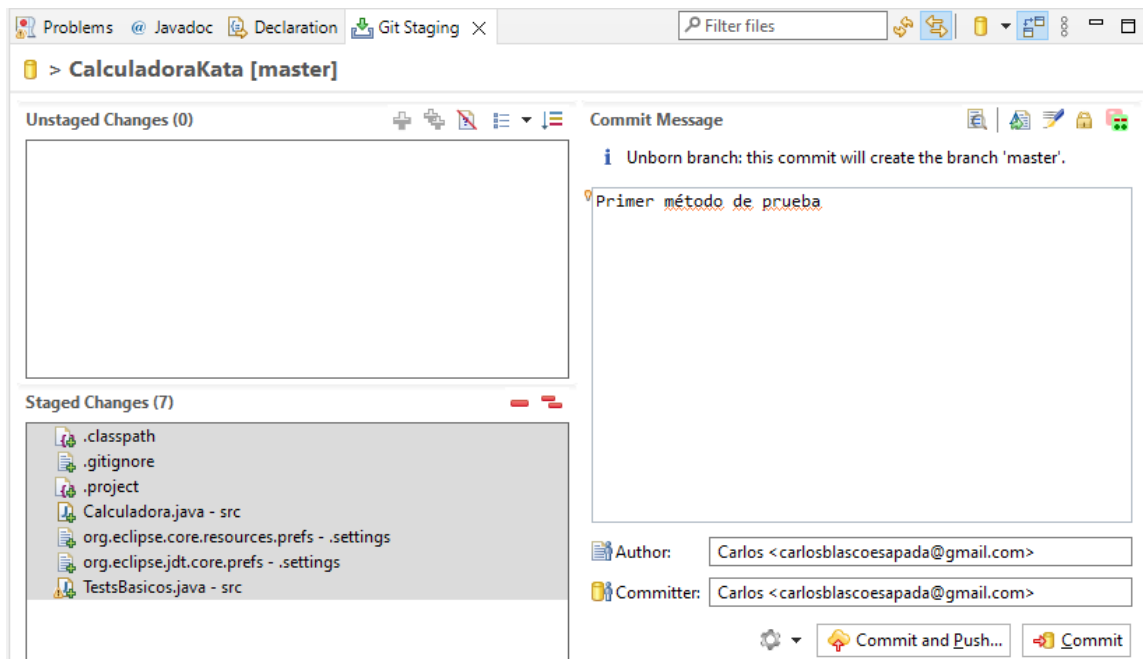 Problems @ Javadoc Declaration Git Staging
Filter files
> CalculadoraKata [master]
Unstaged Changes (0)
Commit Message
Unborn branch: this commit will create the branch 'master'.
Primer método de prueba
Staged Changes (7)
.classpath
.gitignore
.project
Calculadora.java - src
org.eclipse.core.resources.prefs - .settings
org.eclipse.jdt.core.prefs - .settings
TestsBasicos.java - src
Author: Carlos <carlosblascoesapada@gmail.com>
Committer: Carlos <carlosblascoesapada@gmail.com>
Commit and Push... Commit